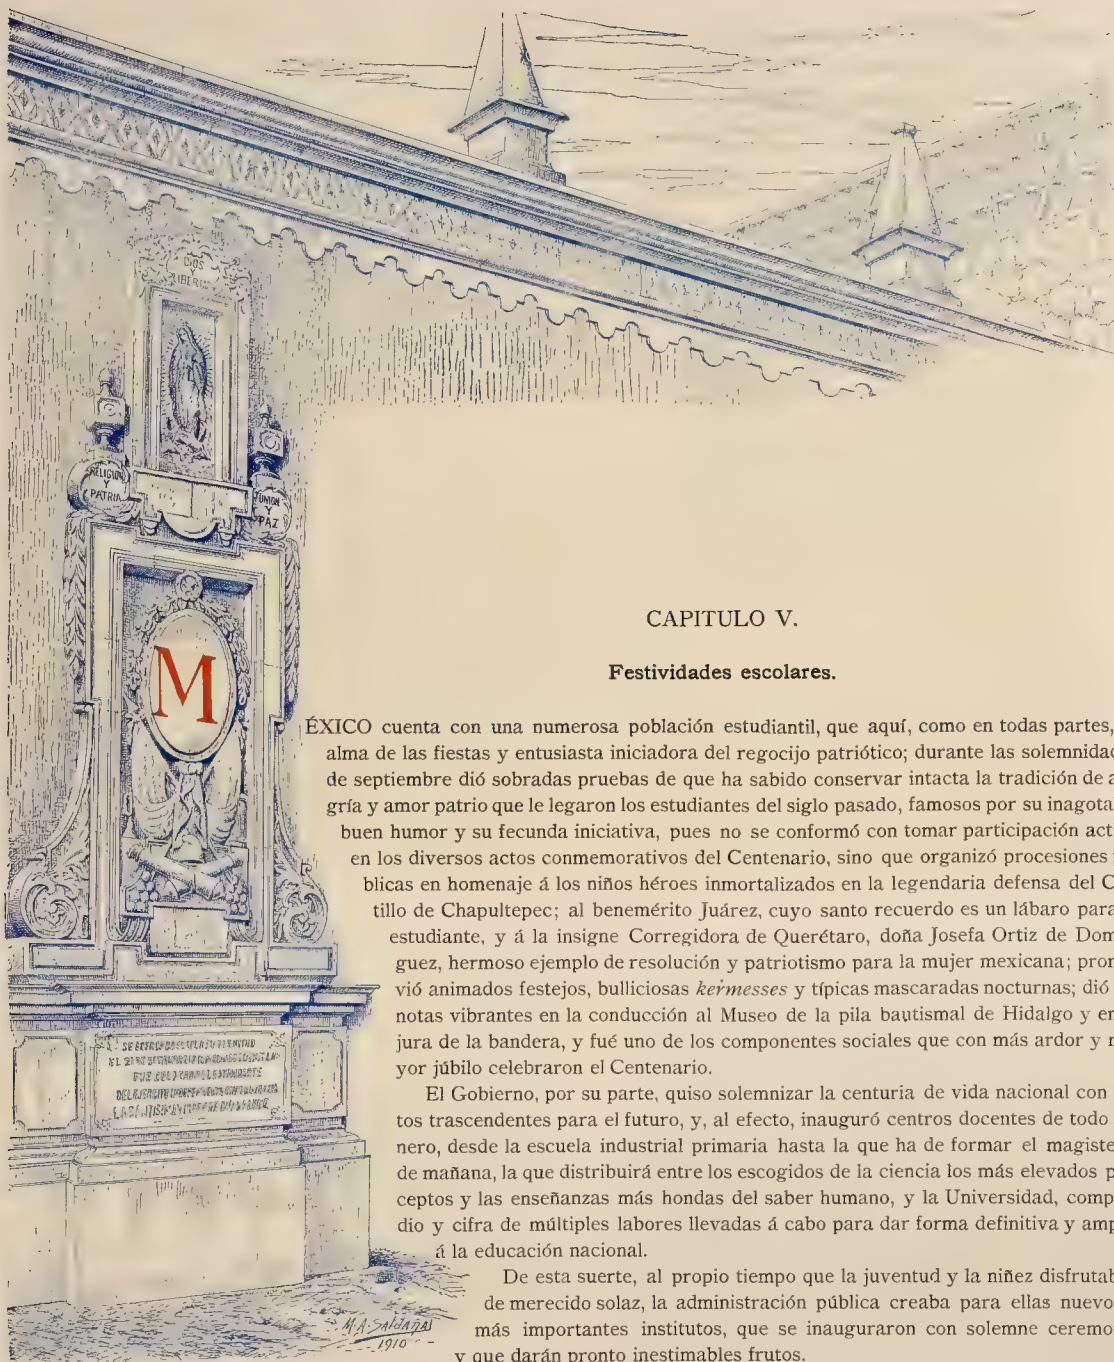 DIOS
RELIGION
Y
PATRIA
UNION
Y
PAZ
CAPITULO V.
Festividades escolares.
MÉXICO cuenta con una numerosa población estudiantil, que aquí, como en todas partes,
alma de las fiestas y entusiasta iniciadora del regocijo patriótico; durante las solemnidad
de septiembre dió sobradas pruebas de que ha sabido conservar intacta la tradición de a
gría y amor patrio que le legaron los estudiantes del siglo pasado, famosos por su inagota
buen humor y su fecunda iniciativa, pues no se conformó con tomar participación act
en los diversos actos conmemorativos del Centenario, sino que organizó procesiones
blicas en homenaje á los niños héroes inmortalizados en la legendaria defensa del C
tillo de Chapultepec; al benemérito Juárez, cuyo santo recuerdo es un lábaro para
estudiante, y á la insigne Corregidora de Querétaro, doña Josefa Ortiz de Dom
guez, hermoso ejemplo de resolución y patriotismo para la mujer mexicana; pro
vió animados festejos, bulliciosas kermesses y típicas mascaradas nocturnas; dió
notas vibrantes en la conducción al Museo de la pila bautismal de Hidalgo y en
jura de la bandera, y fué uno de los componentes sociales que con más ardor y
yor júbilo celebraron el Centenario.
El Gobierno, por su parte, quiso solemnizar la centuria de vida nacional con
tos trascendentes para el futuro, y, al efecto, inauguró centros docentes de todo
nero, desde la escuela industrial primaria hasta la que ha de formar el magiste
de mañana, la que distribuirá entre los escogidos de la ciencia los más elevados p
ceptos y las enseñanzas más hondas del saber humano, y la Universidad, comp
dio y cifra de múltiples labores llevadas á cabo para dar forma definitiva y amp
á la educación nacional.
De esta suerte, al propio tiempo que la juventud y la niñez disfruta
de merecido solaz, la administración pública creaba para ellas nuevo
más importantes institutos, que se inauguraron con solemne ceremo
y que darán pronto inestimables frutos.
M. A. SALDAÑA
1910